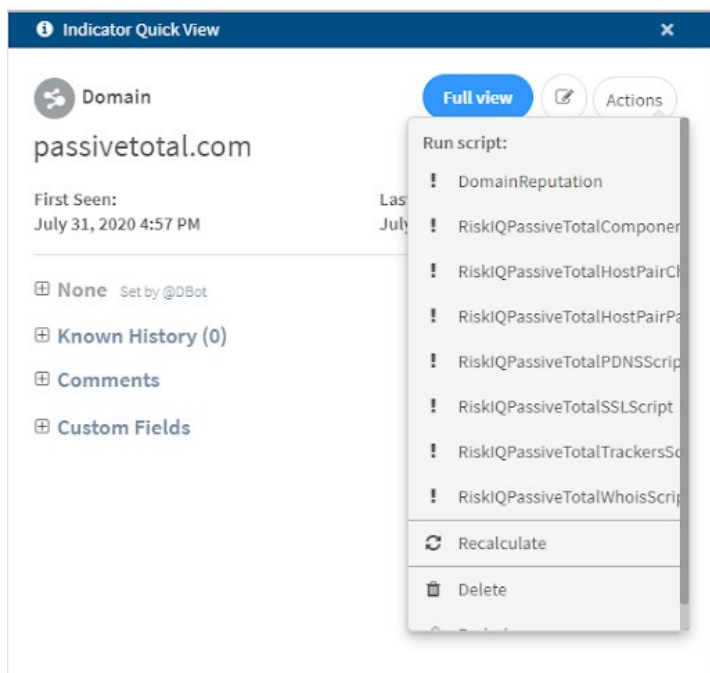 Indicator Quick View
Domain
Full view
Actions
passivetotal.com
First Seen:
July 31, 2020 4:57 PM
Las
July
None Set by @DBot
Known History (0)
Comments
Custom Fields
Run script:
! DomainReputation
! RiskIQPassiveTotalComponen
! RiskIQPassiveTotalHostPairCh
! RiskIQPassiveTotalHostPairPa
! RiskIQPassiveTotalPDNSScrip
! RiskIQPassiveTotalSSLScript
! RiskIQPassiveTotalTrackersSc
! RiskIQPassiveTotalWhoisScrip
Recalculate
Delete